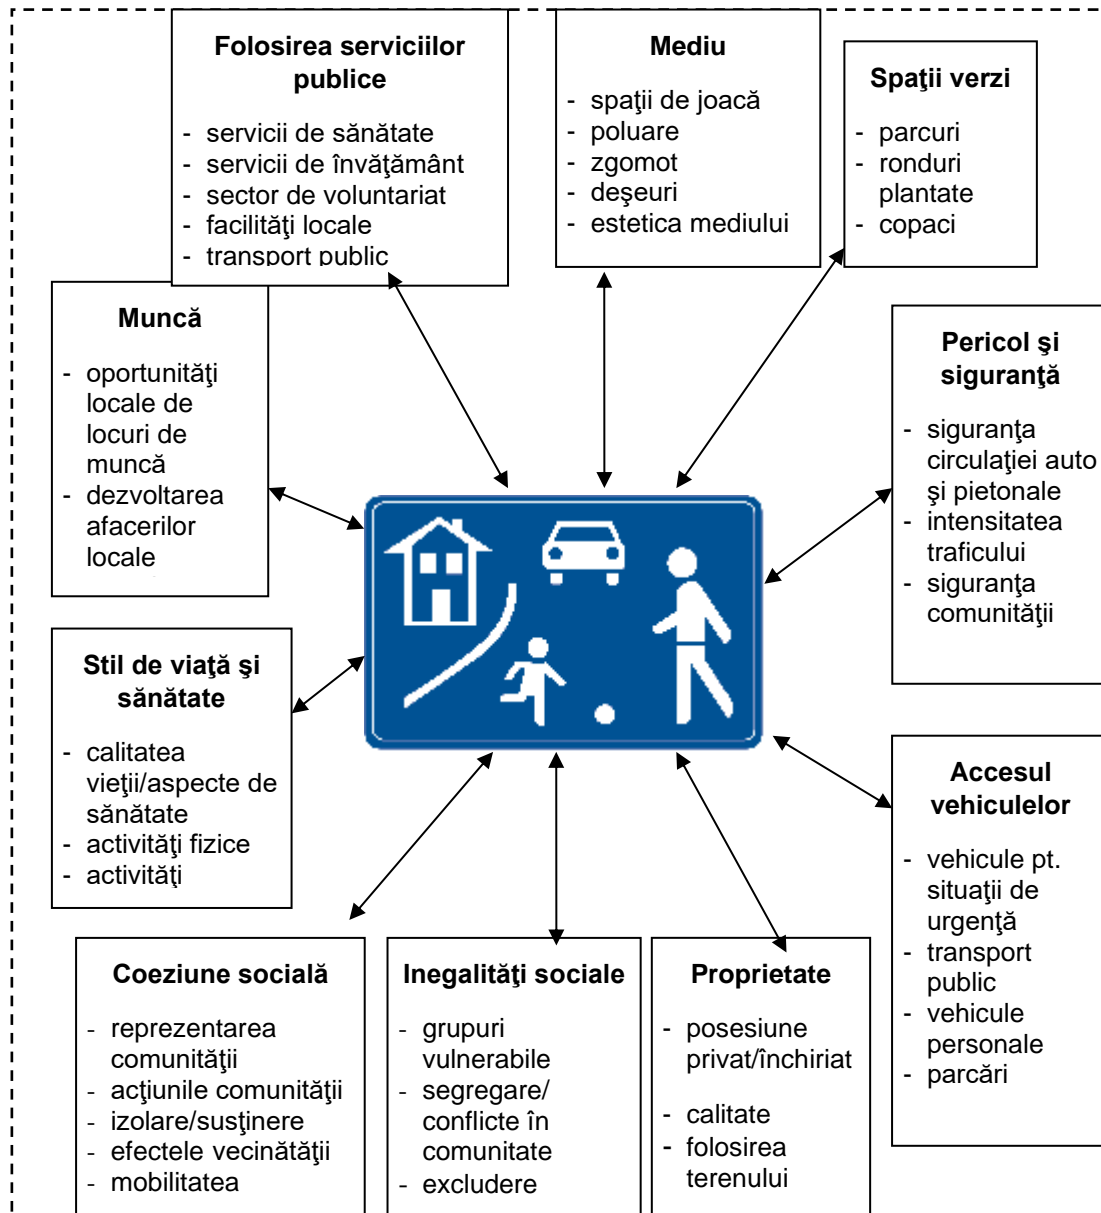 Folosirea serviciilor
publice
- servicii de sănătate
- servicii de învăţământ
- sector de voluntariat
- facilităţi locale
- transport public
Mediu
- spaţii de joacă
- poluare
- zgomot
- deşeuri
- estetica mediului
Spaţii verzi
- parcuri
- ronduri
plantate
- copaci
Muncă
- oportunităţi
locale de
locuri de
muncă
- dezvoltarea
afacerilor
locale
Pericol şi
siguranţă
- siguranţa
circulaţiei auto
şi pietonale
- intensitatea
traficului
- siguranţa
comunităţii
Stil de viaţă şi
sănătate
- calitatea
vieţii/aspecte de
sănătate
- activităţi fizice
- activităţi
Accesul
vehiculelor
- vehicule pt.
situaţii de
urgenţă
- transport
public
- vehicule
personale
- parcări
Coeziune socială
- reprezentarea
comunităţii
- acţiunile comunităţii
- izolare/susţinere
- efectele vecinătăţii
- mobilitatea
Inegalităţi sociale
- grupuri
vulnerabile
- segregare/
conflicte în
comunitate
- excludere
Proprietate
- posesiune
privat/închiriat
- calitate
- folosirea
terenului